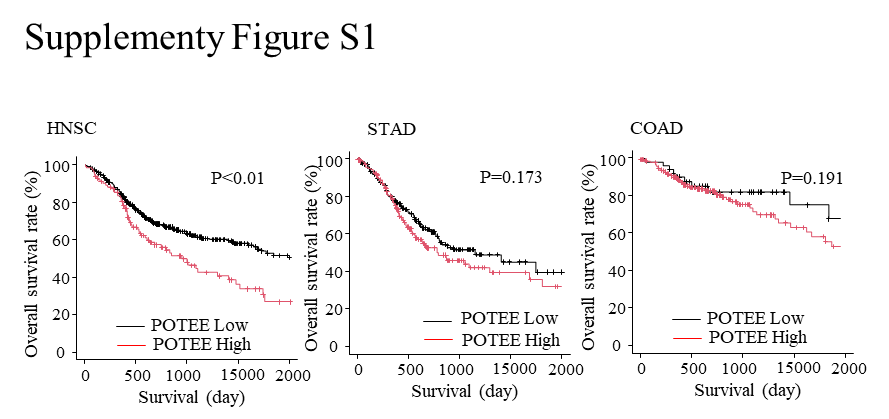 Supplementy Figure S1
HNSC
Overall survival rate (%)
100
80
60
40
20
0
P<0.01
POTEE Low
POTEE High
0 500 1000 15000 2000
Survival (day)
STAD
Overall survival rate (%)
100
80
60
40
20
0
P=0.173
POTEE Low
POTEE High
0 500 1000 15000 2000
Survival (day)
COAD
Overall survival rate (%)
100
80
60
40
20
0
P=0.191
POTEE Low
POTEE High
0 500 1000 15000 2000
Survival (day)